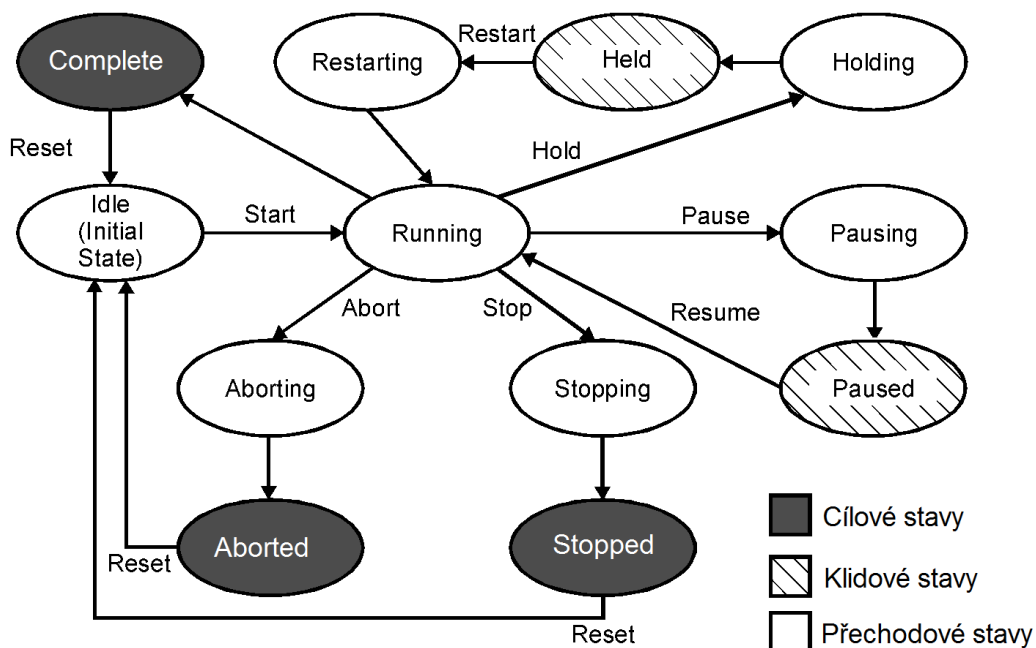 Complete
Restarting
Restart
Held
Holding
Reset
Hold
Idle
(Initial
State)
Start
Running
Pause
Pausing
Abort
Stop
Resume
Aborting
Stopping
Paused
Aborted
Stopped
Reset
Reset
Cílové stavy
Klidové stavy
Přechodové stavy